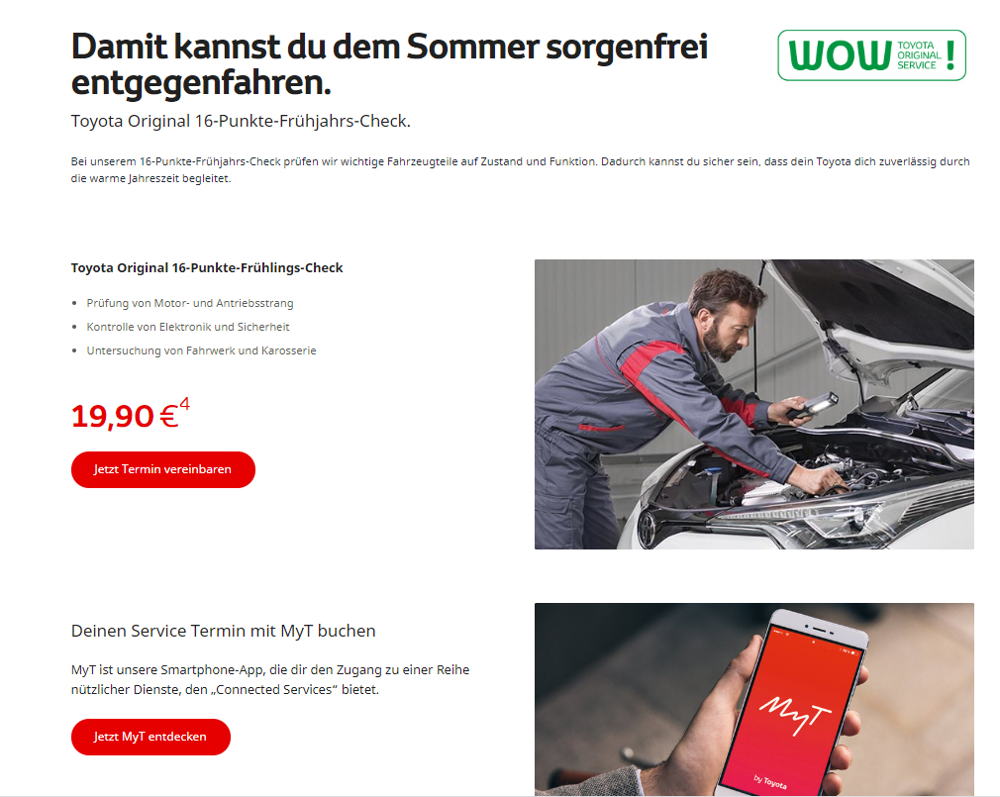 Damit kannst du dem Sommer sorgenfrei
entgegenfahren.
WOW TOYOTA ORIGINAL SERVICE !
Toyota Original 16-Punkte-Frühjahrs-Check.
Bei unserem 16-Punkte-Frühjahrs-Check prüfen wir wichtige Fahrzeugteile auf Zustand und Funktion. Dadurch kannst du sicher sein, dass dein Toyota dich zuverlässig durch
die warme Jahreszeit begleitet.
Toyota Original 16-Punkte-Frühlings-Check
• Prüfung von Motor- und Antriebsstrang
• Kontrolle von Elektronik und Sicherheit
• Untersuchung von Fahrwerk und Karosserie
19,90 €4
Jetzt Termin vereinbaren
Deinen Service Termin mit MyT buchen
MyT ist unsere Smartphone-App, die dir den Zugang zu einer Reihe
nützlicher Dienste, den „Connected Services“ bietet.
Jetzt MyT entdecken
MyT
by Toyota